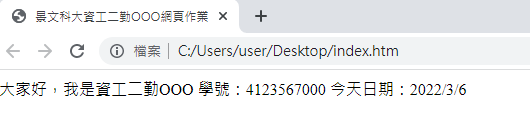 景文科大資工二勤OOO網頁作業
檔案 | C:/Users/user/Desktop/index.htm
大家好，我是資工二勤OOO 學號：4123567000 今天日期：2022/3/6